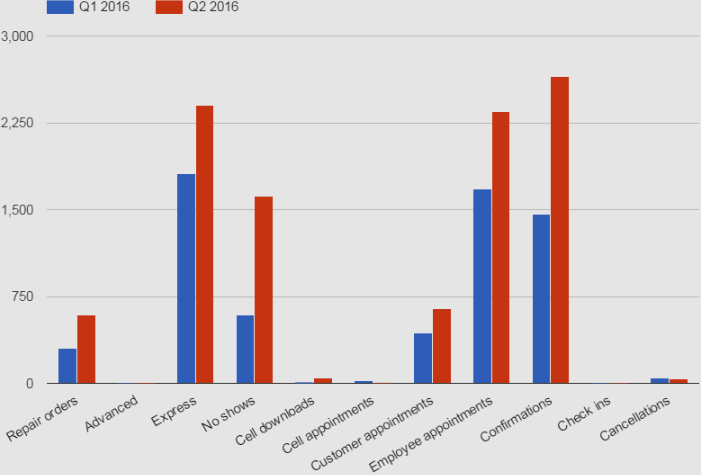 Q1 2016 Q2 2016
3,000
2,250
1,500
750
0
Repair orders
Advanced
Express
No shows
Cell downloads
Cell appointments
Customer appointments
Employee appointments
Confirmations
Check ins
Cancellations